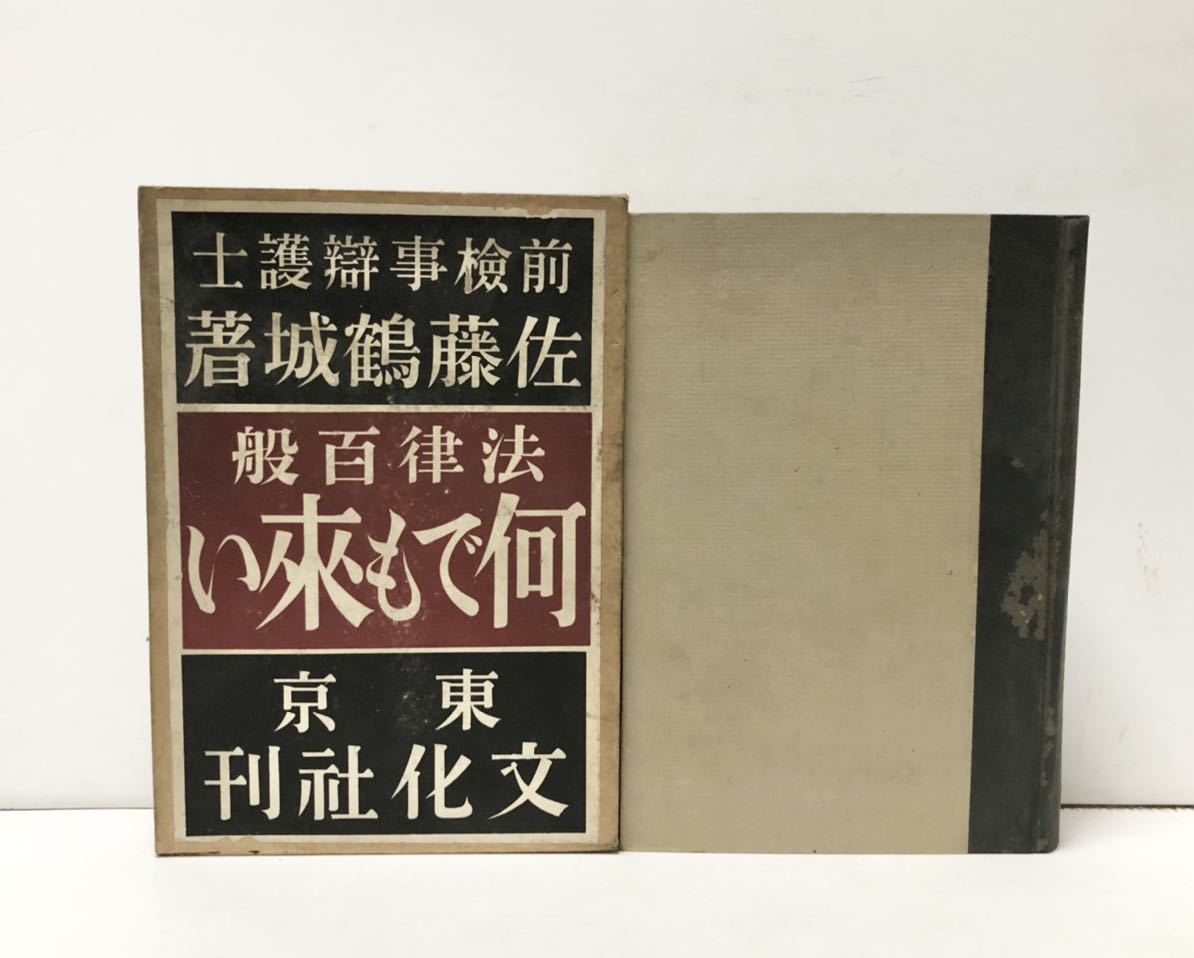 前檢事辯護士
佐藤鶴城著
法律百般
何でも來い
東京
文化社刊